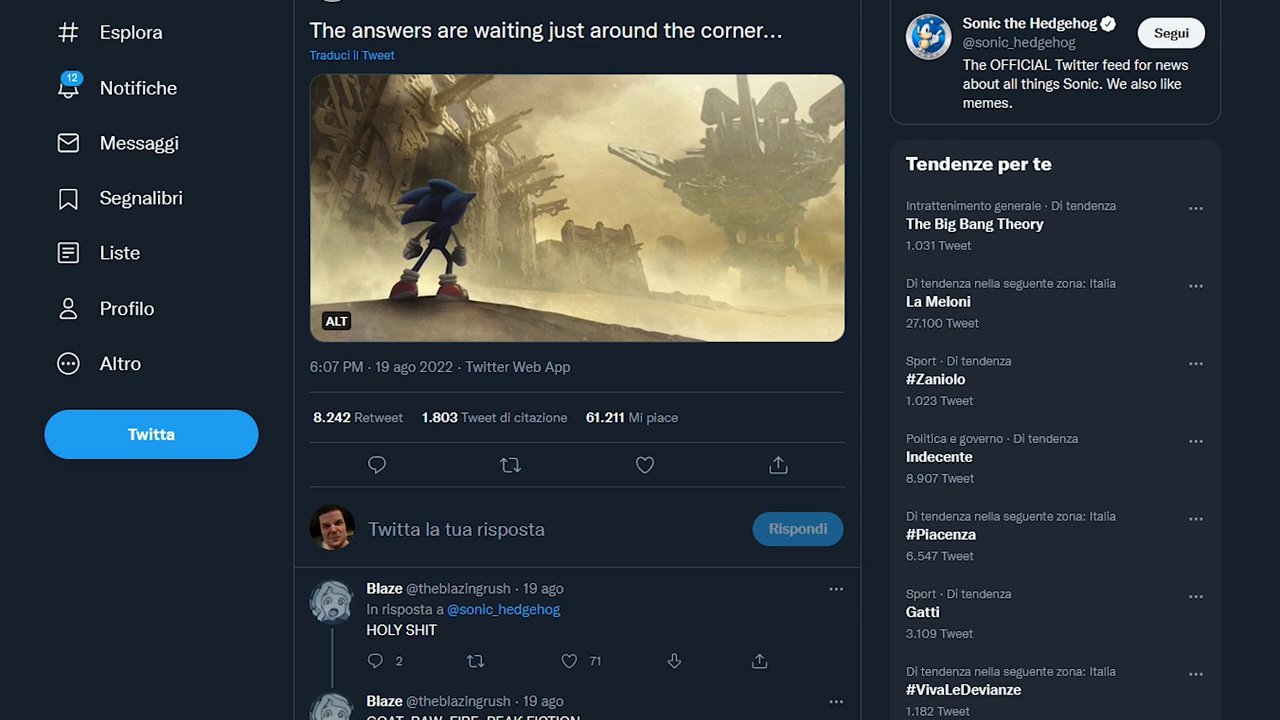 Esplora
12
Notifiche
Messaggi
Segnalibri
Liste
Profilo
Altro
Twitta
The answers are waiting just around the corner...
Traduci il Tweet
ALT
6:07 PM · 19 ago 2022 · Twitter Web App
8.242 Retweet 1.803 Tweet di citazione 61.211 Mi piace
Twitta la tua risposta
Rispondi
Blaze @theblazingrush · 19 ago
In risposta a @sonic_hedgehog
HOLY SHIT
2
71
Blaze @theblazingrush · 19 ago
GOAT, RAW, FIRE, PEAK FICTION
Sonic the Hedgehog
@sonic_hedgehog
Segui
The OFFICIAL Twitter feed for news
about all things Sonic. We also like
memes.
Tendenze per te
Intrattenimento generale · Di tendenza
The Big Bang Theory
1.031 Tweet
Di tendenza nella seguente zona: Italia
La Meloni
27.100 Tweet
Sport · Di tendenza
#Zaniolo
1.023 Tweet
Politica e governo · Di tendenza
Indecente
8.907 Tweet
Di tendenza nella seguente zona: Italia
#Piacenza
6.547 Tweet
Sport · Di tendenza
Gatti
3.109 Tweet
Di tendenza nella seguente zona: Italia
#VivaLeDevianze
1.182 Tweet